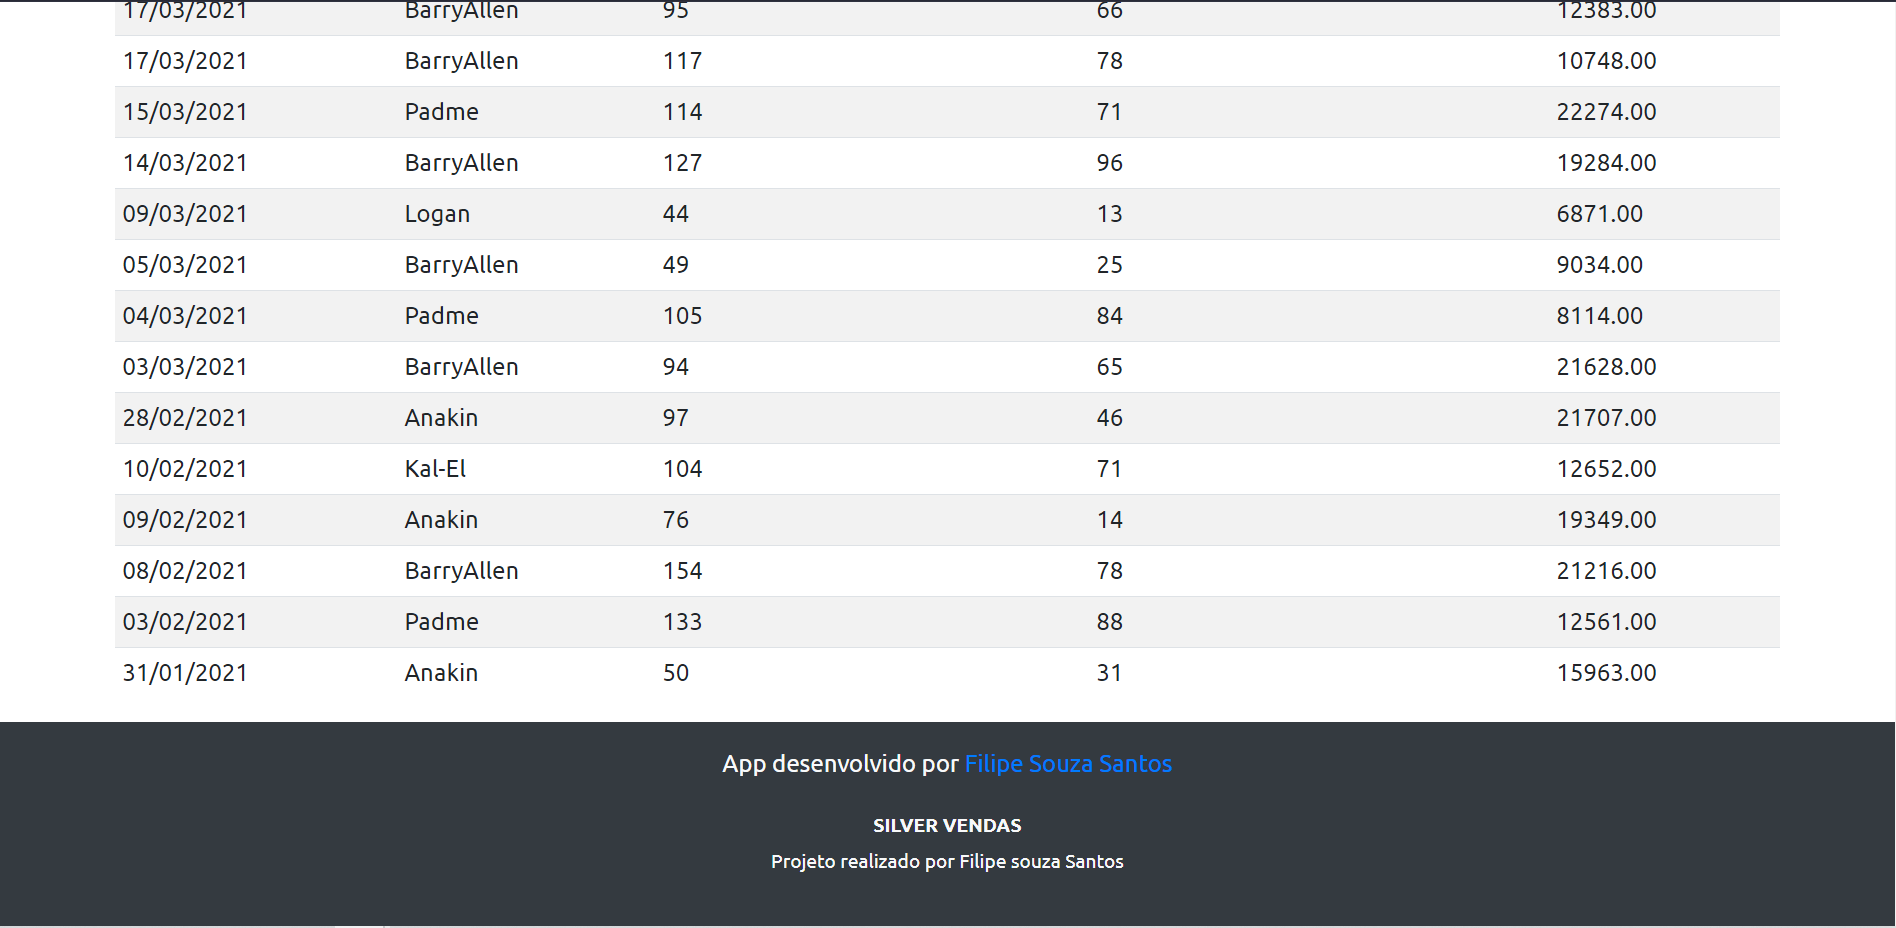 17/03/2021 BarryAllen 95 66 12383.00
17/03/2021 BarryAllen 117 78 10748.00
15/03/2021 Padme 114 71 22274.00
14/03/2021 BarryAllen 127 96 19284.00
09/03/2021 Logan 44 13 6871.00
05/03/2021 BarryAllen 49 25 9034.00
04/03/2021 Padme 105 84 8114.00
03/03/2021 BarryAllen 94 65 21628.00
28/02/2021 Anakin 97 46 21707.00
10/02/2021 Kal-El 104 71 12652.00
09/02/2021 Anakin 76 14 19349.00
08/02/2021 BarryAllen 154 78 21216.00
03/02/2021 Padme 133 88 12561.00
31/01/2021 Anakin 50 31 15963.00
App desenvolvido por Filipe Souza Santos
SILVER VENDAS
Projeto realizado por Filipe souza Santos